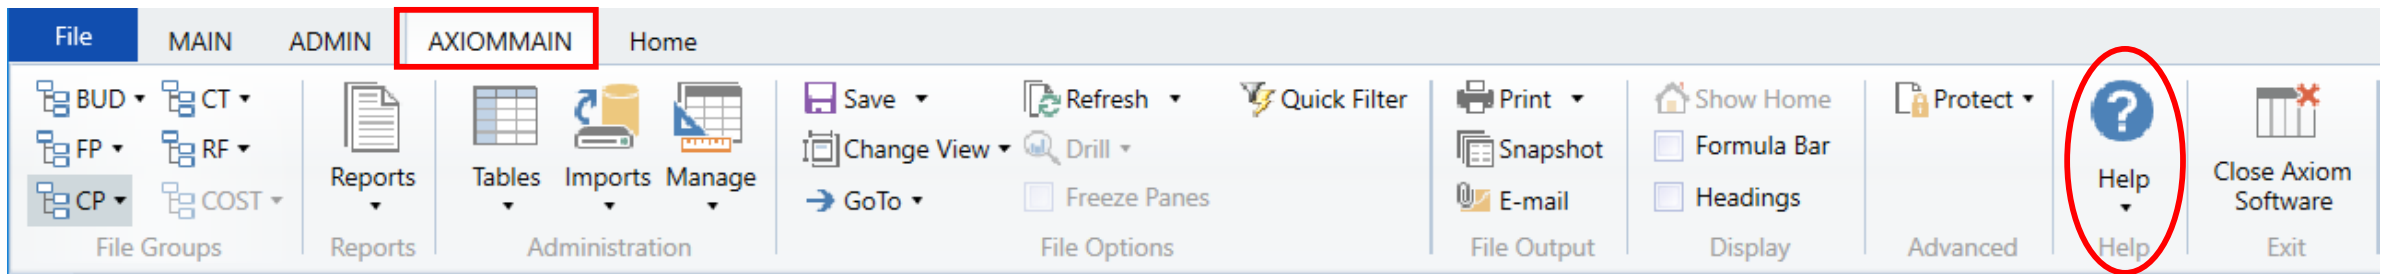 File MAIN ADMIN AXIOMMAIN Home
BUD CT
FP RF
CP COST
File Groups
Reports
Reports
Tables Imports Manage
Administration
Save Refresh Quick Filter
Change View Drill
GoTo Freeze Panes
File Options
Print
Snapshot
E-mail
File Output
Show Home
Formula Bar
Headings
Display
Protect
Advanced
Help
Help
Close Axiom
Software
Exit